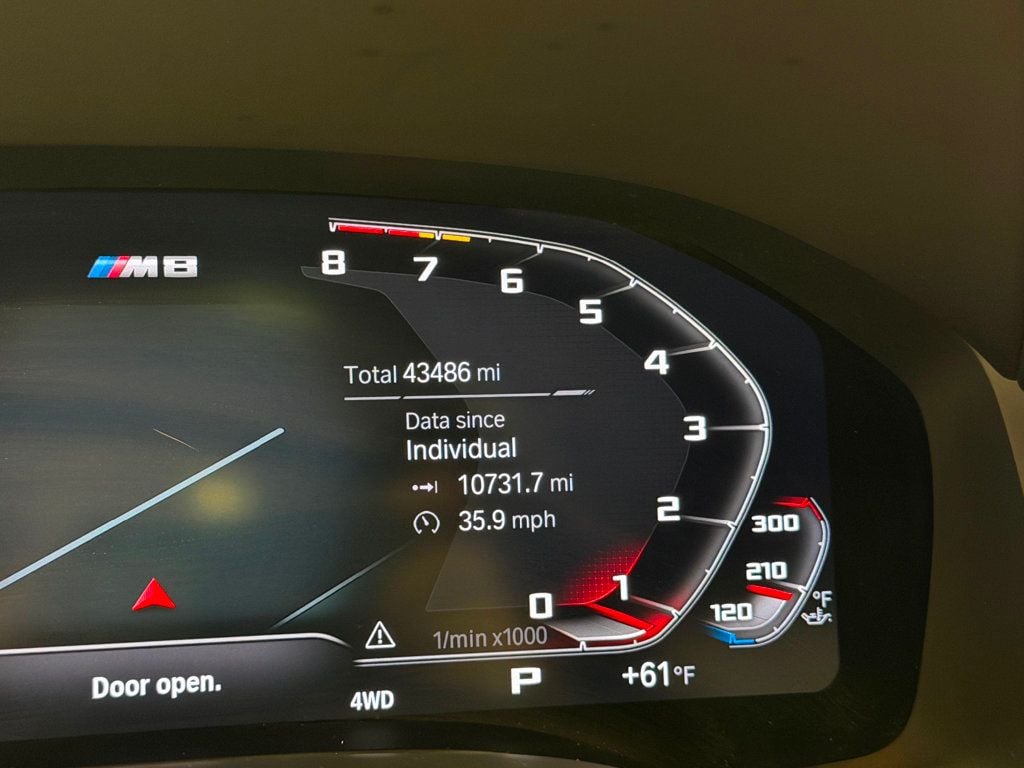 M8
8
7
6
5
4
3
2
1
0
Total 43486 mi
Data since
Individual
10731.7 mi
35.9 mph
1/min x1000
300
210
120
°F
Door open.
4WD
P
+61°F